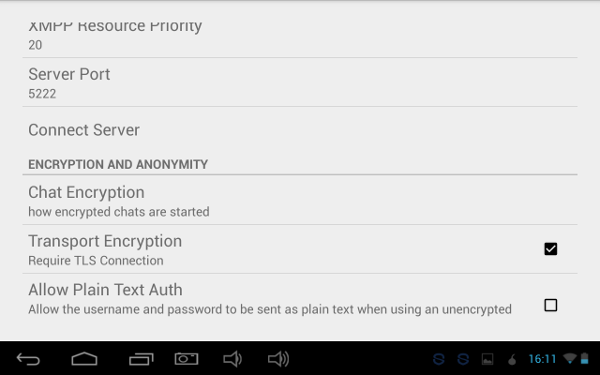 XMPP Resource Priority
20
Server Port
5222
Connect Server
ENCRYPTION AND ANONYMITY
Chat Encryption
how encrypted chats are started
Transport Encryption
Require TLS Connection
Allow Plain Text Auth
Allow the username and password to be sent as plain text when using an unencrypted
16:11